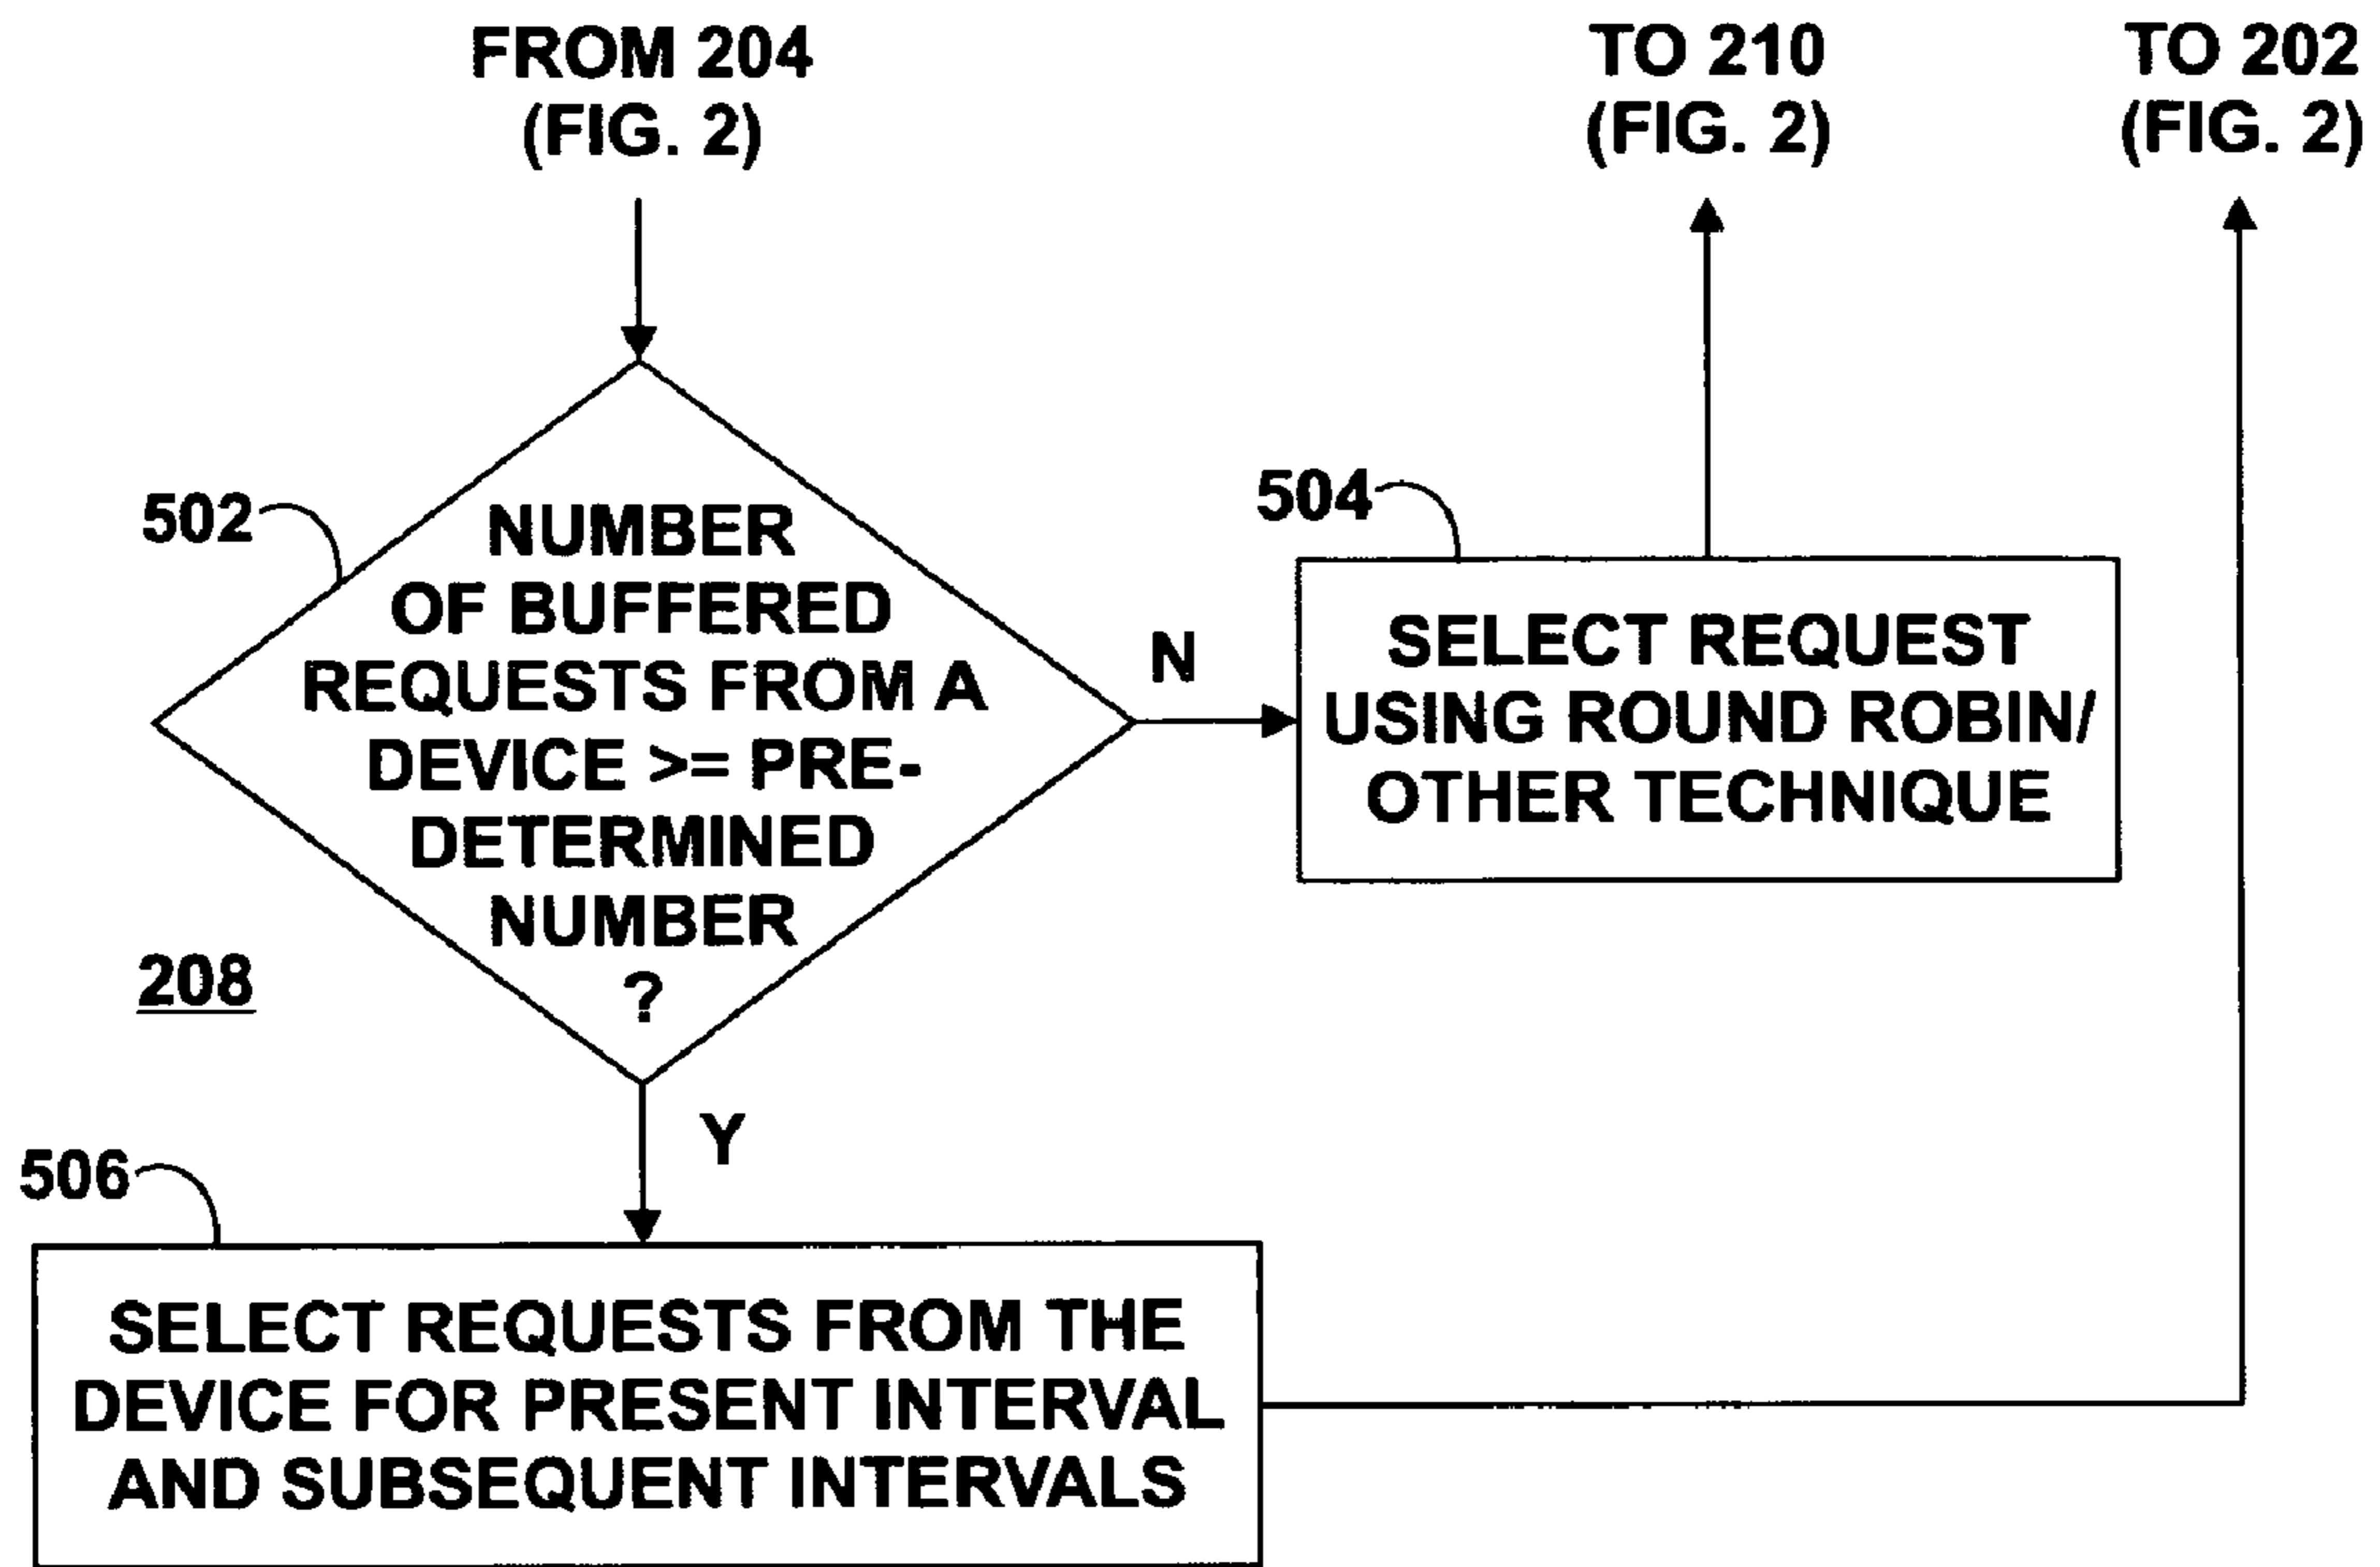 FROM 204
(FIG. 2)
TO 210
(FIG. 2)
TO 202
(FIG. 2)
502
NUMBER
OF BUFFERED
REQUESTS FROM A
DEVICE >= PRE-
DETERMINED
NUMBER
?
N
504
SELECT REQUEST
USING ROUND ROBIN/
OTHER TECHNIQUE
208
Y
506
SELECT REQUESTS FROM THE
DEVICE FOR PRESENT INTERVAL
AND SUBSEQUENT INTERVALS